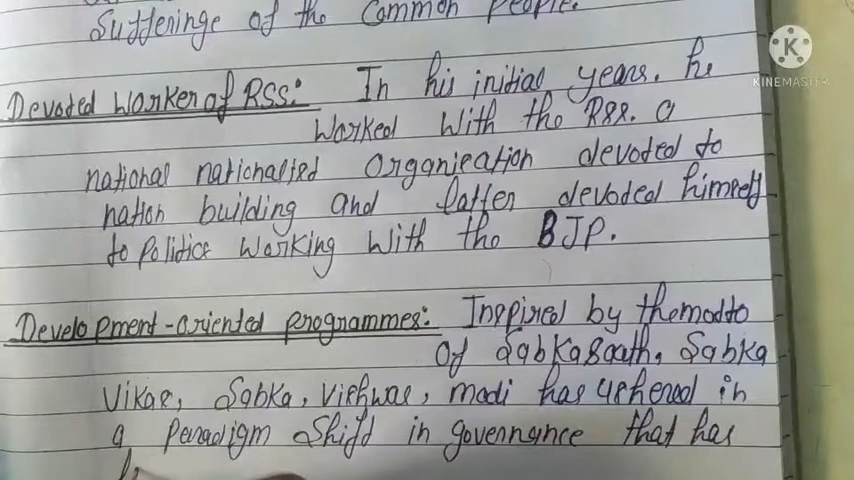 Sufferings of the Common People.
KINEMASTER
Devoted Worker of RSS: In his initial years, he
worked with the RSS. a
national nationalist organisation devoted to
nation building and latter devoted himself
to politics working with the BJP.
Development-oriented programmes: Inspired by the motto
of Sabka Saath, Sabka
Vikas, Sabka, Vishwas, modi has ushered in
a Paradigm Shift in governance that has